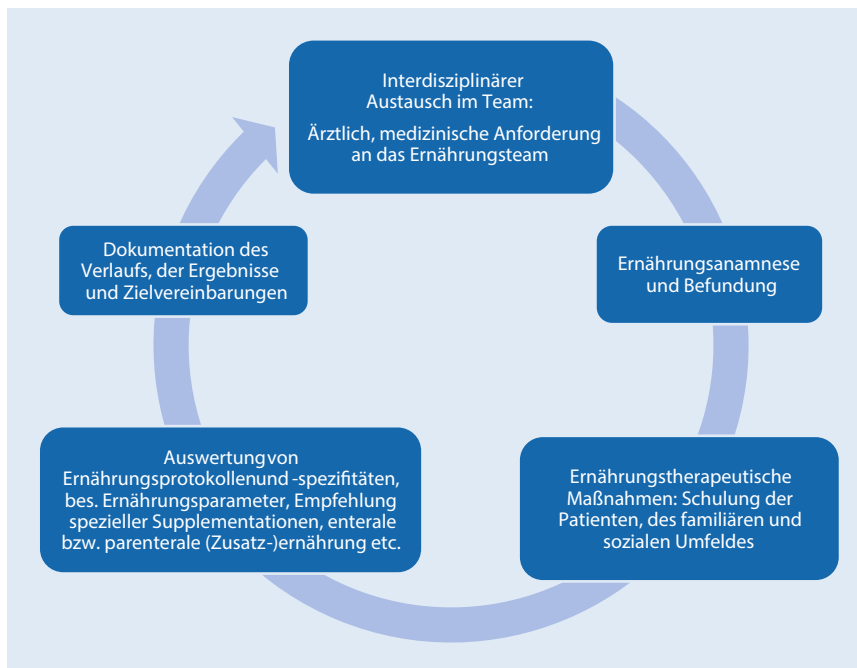 Interdisziplinärer
Austausch im Team:
Ärztlich, medizinische Anforderung
an das Ernährungsteam
Ernährungsanamnese
und Befundung
Ernährungstherapeutische
Maßnahmen: Schulung der
Patienten, des familiären und
sozialen Umfeldes
Auswertung von
Ernährungsprotokollenund -spezifitäten,
bes. Ernährungsparameter, Empfehlung
spezieller Supplementationen, enterale
bzw. parenterale (Zusatz-)ernährung etc.
Dokumentation des
Verlaufs, der Ergebnisse
und Zielvereinbarungen